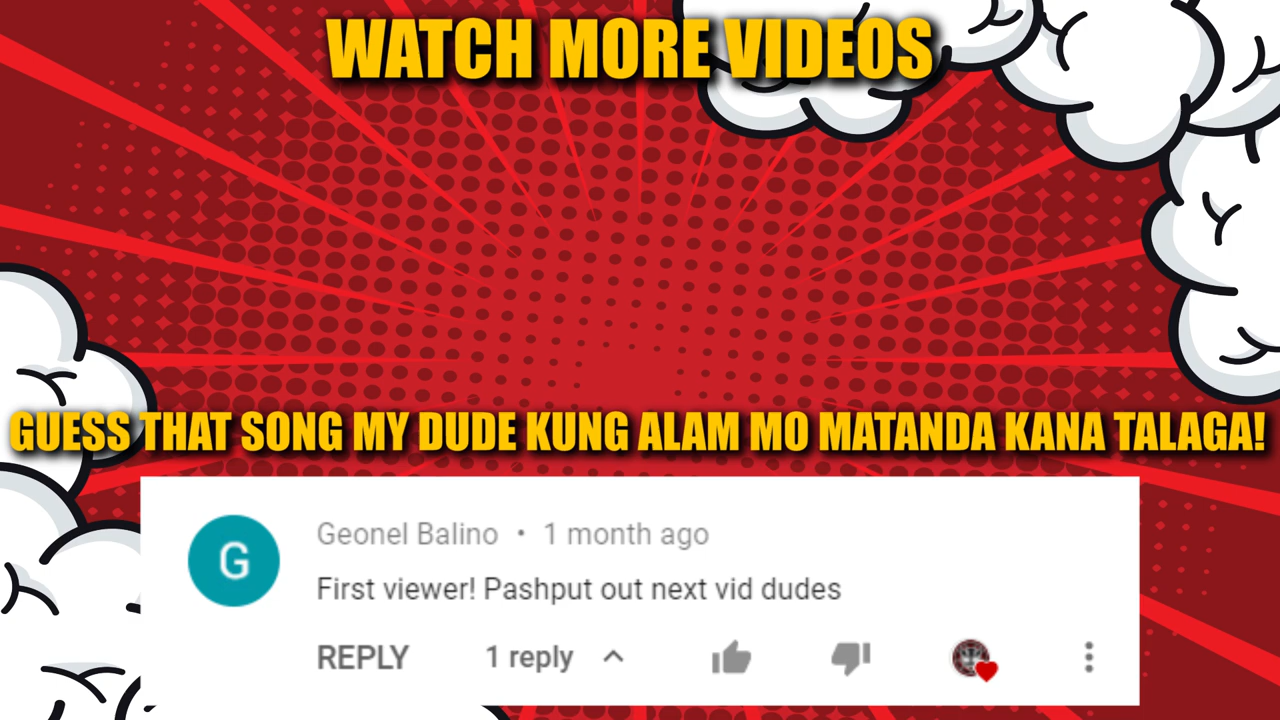 WATCH MORE VIDEOS
GUESS THAT SONG MY DUDE KUNG ALAM MO MATANDA KANA TALAGA!
G
Geonel Balino • 1 month ago
First viewer! Pashput out next vid dudes
REPLY 1 reply